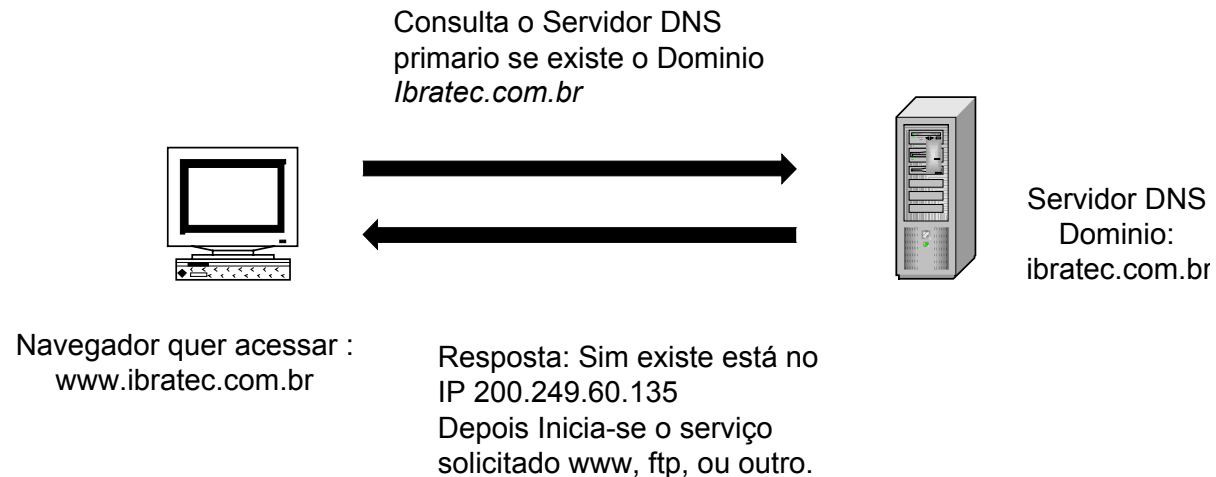 Consulta o Servidor DNS
primario se existe o Dominio
Ibratec.com.br
Servidor DNS
Dominio:
ibratec.com.br
Navegador quer acessar :
www.ibratec.com.br
Resposta: Sim existe está no
IP 200.249.60.135
Depois Inicia-se o serviço
solicitado www, ftp, ou outro.